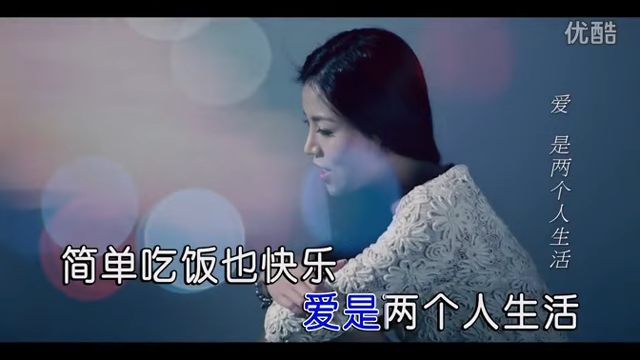 优酷
爱 是两个人生活
简单吃饭也快乐
爱是两个人生活